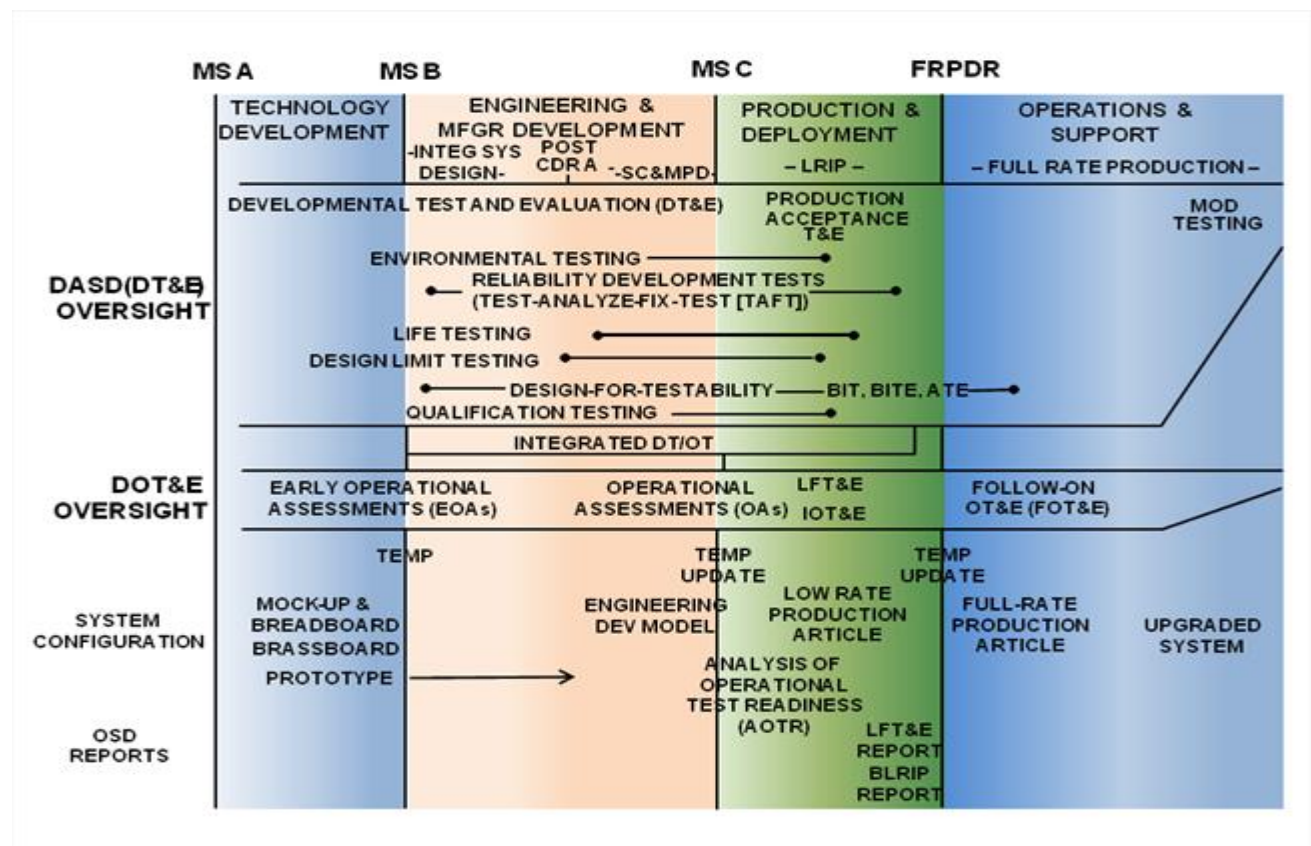 MS A
MS B
MS C
FRPDR
TECHNOLOGY
DEVELOPMENT
ENGINEERING &
MFGR DEVELOPMENT
-INTEG SYS
DESIGN-
POST
CDRA
-SC&MPD-
PRODUCTION &
DEPLOYMENT
– LRIP –
OPERATIONS &
SUPPORT
– FULL RATE PRODUCTION –
DASD(DT&E)
OVERSIGHT
DEVELOPMENTAL TEST AND EVALUATION (DT&E)
PRODUCTION
ACCEPTANCE
T&E
MOD
TESTING
ENVIRONMENTAL TESTING
RELIABILITY DEVELOPMENT TESTS
(TEST-ANALYZE-FIX-TEST [TAFT])
LIFE TESTING
DESIGN LIMIT TESTING
DESIGN-FOR-TESTABILITY
BIT, BITE, ATE
QUALIFICATION TESTING
INTEGRATED DT/OT
DOT&E
OVERSIGHT
EARLY OPERATIONAL
ASSESSMENTS (EOAs)
OPERATIONAL
ASSESSMENTS (OAs)
LFT&E
IOT&E
FOLLOW-ON
OT&E (FOT&E)
TEMP
TEMP
UPDATE
TEMP
UPDATE
SYSTEM
CONFIGURATION
MOCK-UP &
BREADBOARD
BRASSBOARD
PROTOTYPE
ENGINEERING
DEV MODEL
LOW RATE
PRODUCTION
ARTICLE
FULL-RATE
PRODUCTION
ARTICLE
UPGRADED
SYSTEM
OSD
REPORTS
ANALYSIS OF
OPERATIONAL
TEST READINESS
(AOTR)
LFT&E
REPORT
BLRIP
REPORT